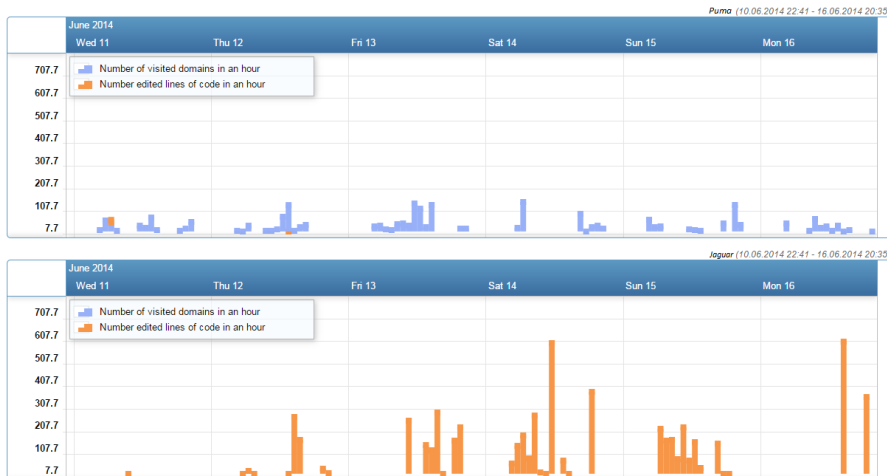 Puma (10.06.2014 22:41 - 16.06.2014 20:35
June 2014
Wed 11 Thu 12 Fri 13 Sat 14 Sun 15 Mon 16
Number of visited domains in an hour
Number edited lines of code in an hour
707.7
607.7
507.7
407.7
307.7
207.7
107.7
7.7
Jaguar (10.06.2014 22:41 - 16.06.2014 20:35
June 2014
Wed 11 Thu 12 Fri 13 Sat 14 Sun 15 Mon 16
Number of visited domains in an hour
Number edited lines of code in an hour
707.7
607.7
507.7
407.7
307.7
207.7
107.7
7.7